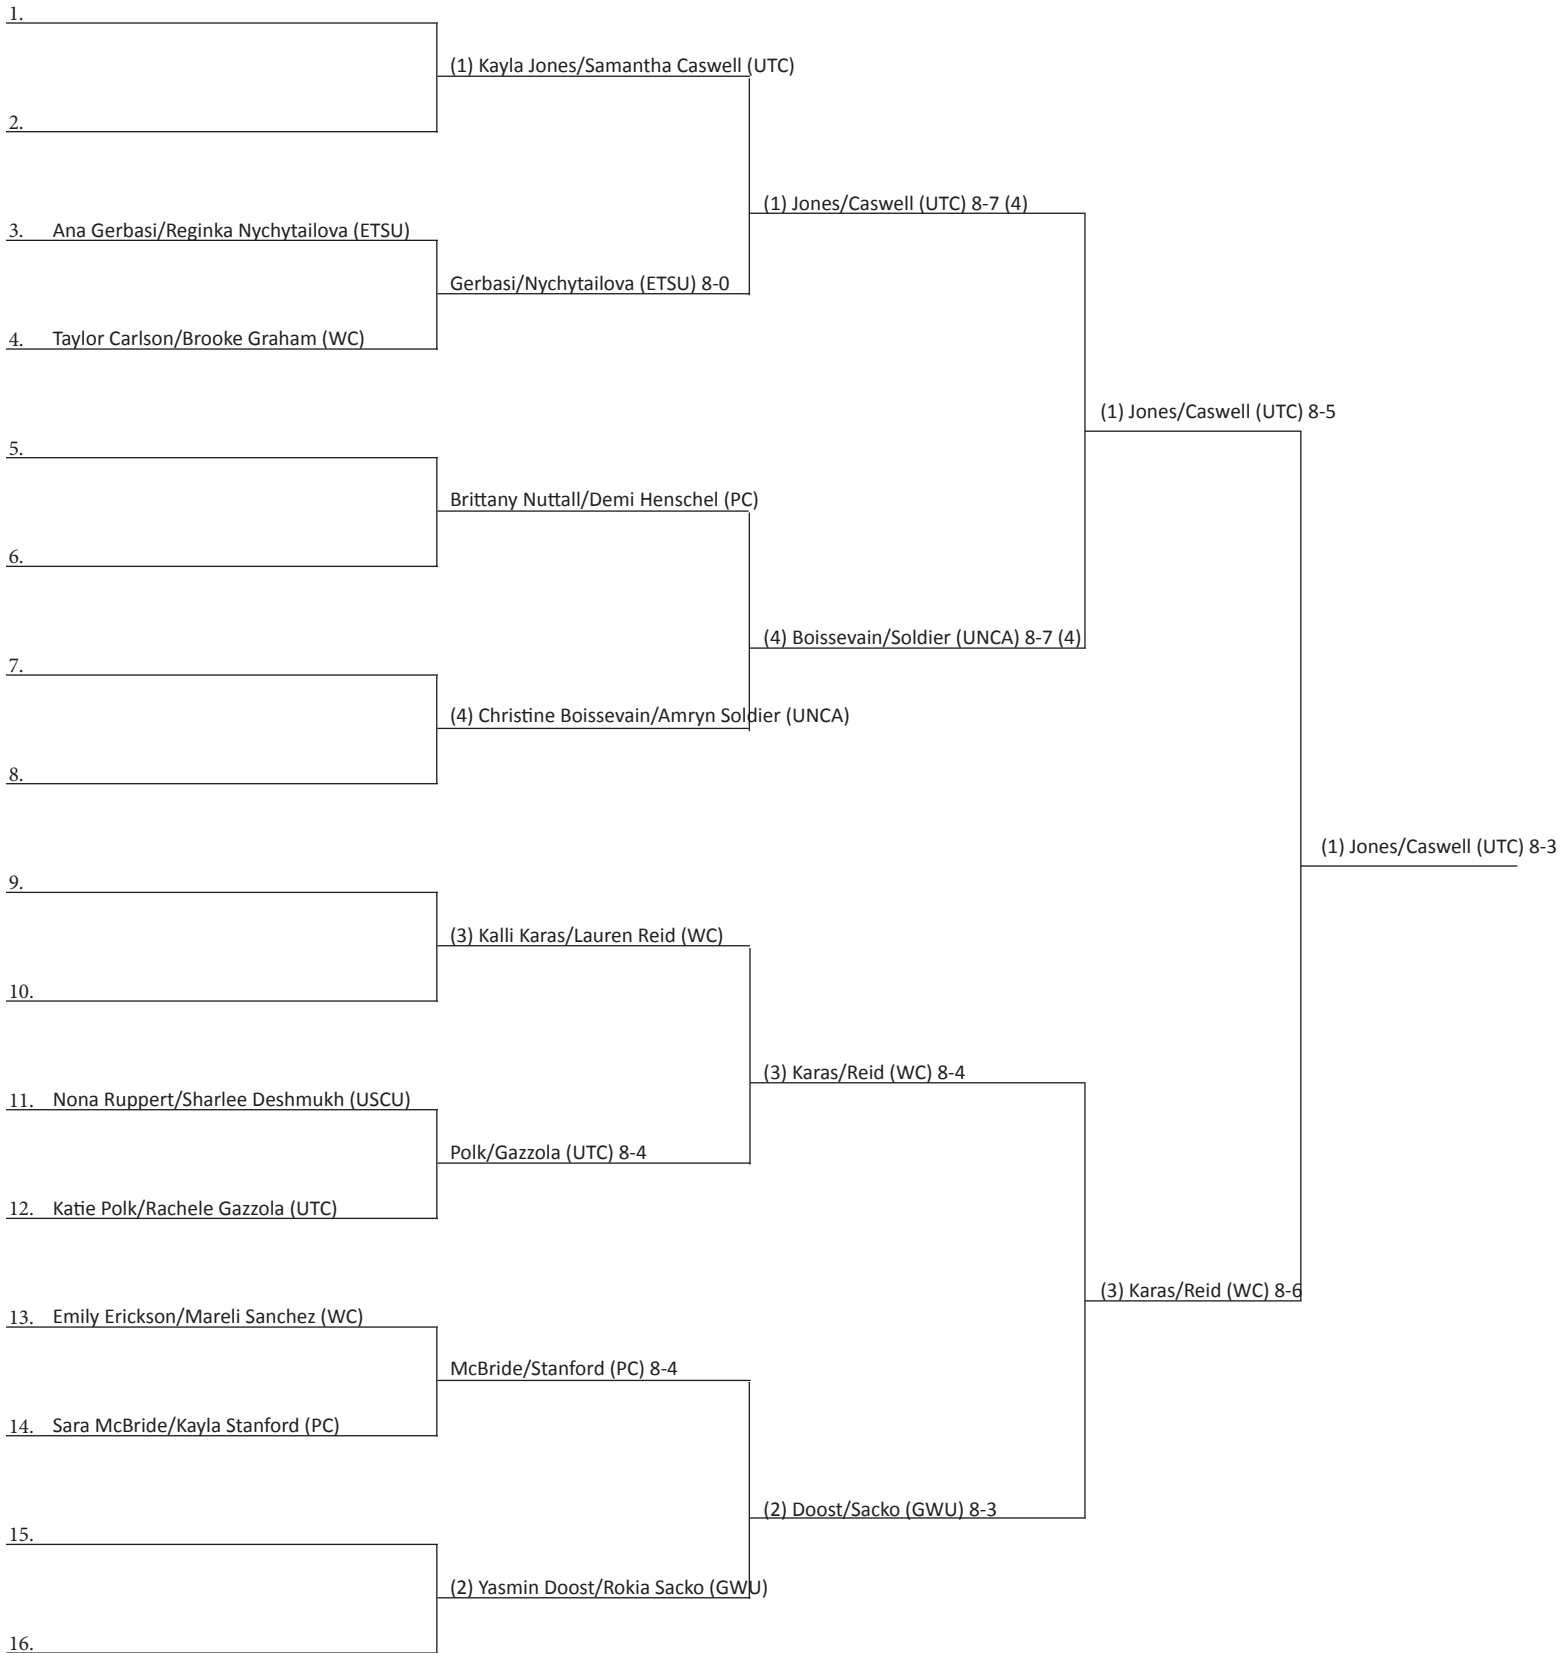 1.
(1) Kayla Jones/Samantha Caswell (UTC)
2.
(1) Jones/Caswell (UTC) 8-7 (4)
3. Ana Gerbasi/Reginka Nychytailova (ETSU)
Gerbasi/Nychytailova (ETSU) 8-0
4. Taylor Carlson/Brooke Graham (WC)
(1) Jones/Caswell (UTC) 8-5
5.
Brittany Nuttall/Demi Henschel (PC)
6.
(4) Boissevain/Soldier (UNCA) 8-7 (4)
7.
(4) Christine Boissevain/Amryn Soldier (UNCA)
8.
(1) Jones/Caswell (UTC) 8-3
9.
(3) Kalli Karas/Lauren Reid (WC)
10.
(3) Karas/Reid (WC) 8-4
11. Nona Ruppert/Sharlee Deshmukh (USCU)
Polk/Gazzola (UTC) 8-4
12. Katie Polk/Rachele Gazzola (UTC)
(3) Karas/Reid (WC) 8-6
13. Emily Erickson/Mareli Sanchez (WC)
McBride/Stanford (PC) 8-4
14. Sara McBride/Kayla Stanford (PC)
(2) Doost/Sacko (GWU) 8-3
15.
(2) Yasmin Doost/Rokia Sacko (GWU)
16.